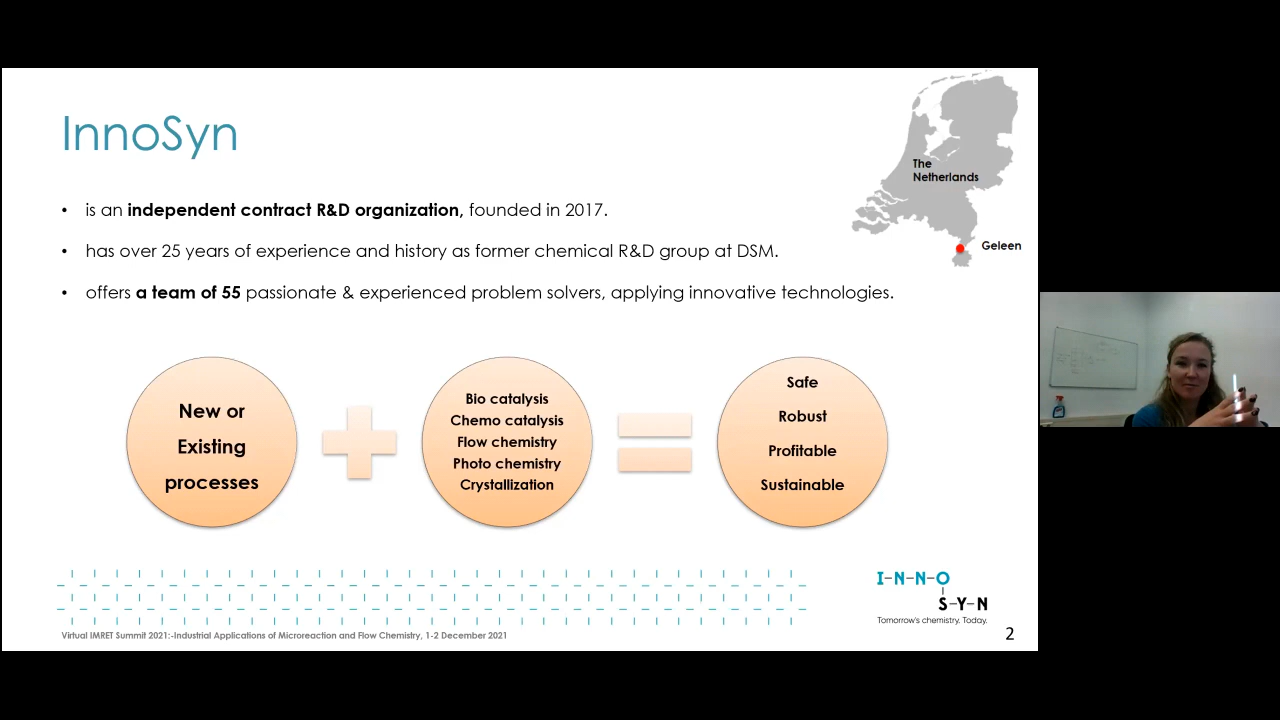 InnoSyn
The
Netherlands
Geleen
• is an independent contract R&D organization, founded in 2017.
• has over 25 years of experience and history as former chemical R&D group at DSM.
• offers a team of 55 passionate & experienced problem solvers, applying innovative technologies.
New or
Existing
processes
Bio catalysis
Chemo catalysis
Flow chemistry
Photo chemistry
Crystallization
Safe
Robust
Profitable
Sustainable
I-N-N-O
S-Y-N
Tomorrow's chemistry. Today.
Virtual IMRET Summit 2021:-Industrial Applications of Microreaction and Flow Chemistry, 1-2 December 2021
2